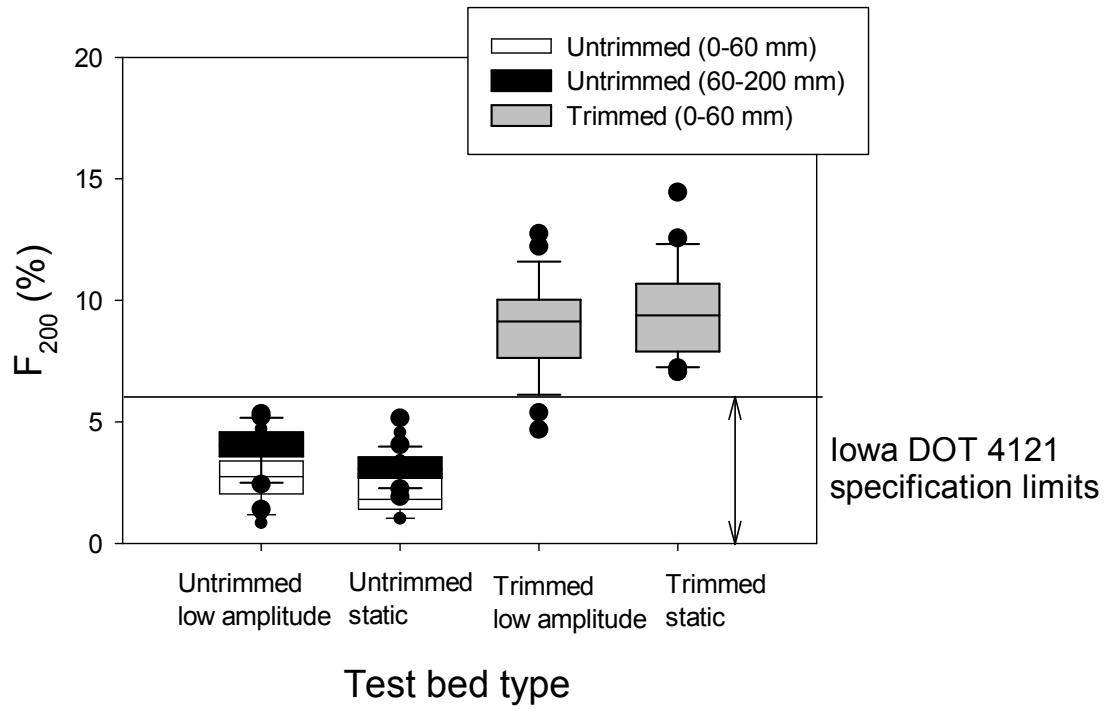 Untrimmed (0-60 mm)
Untrimmed (60-200 mm)
Trimmed (0-60 mm)
20
15
10
5
0
F200 (%)
Iowa DOT 4121
specification limits
Untrimmed
low amplitude
Untrimmed
static
Trimmed
low amplitude
Trimmed
static
Test bed type